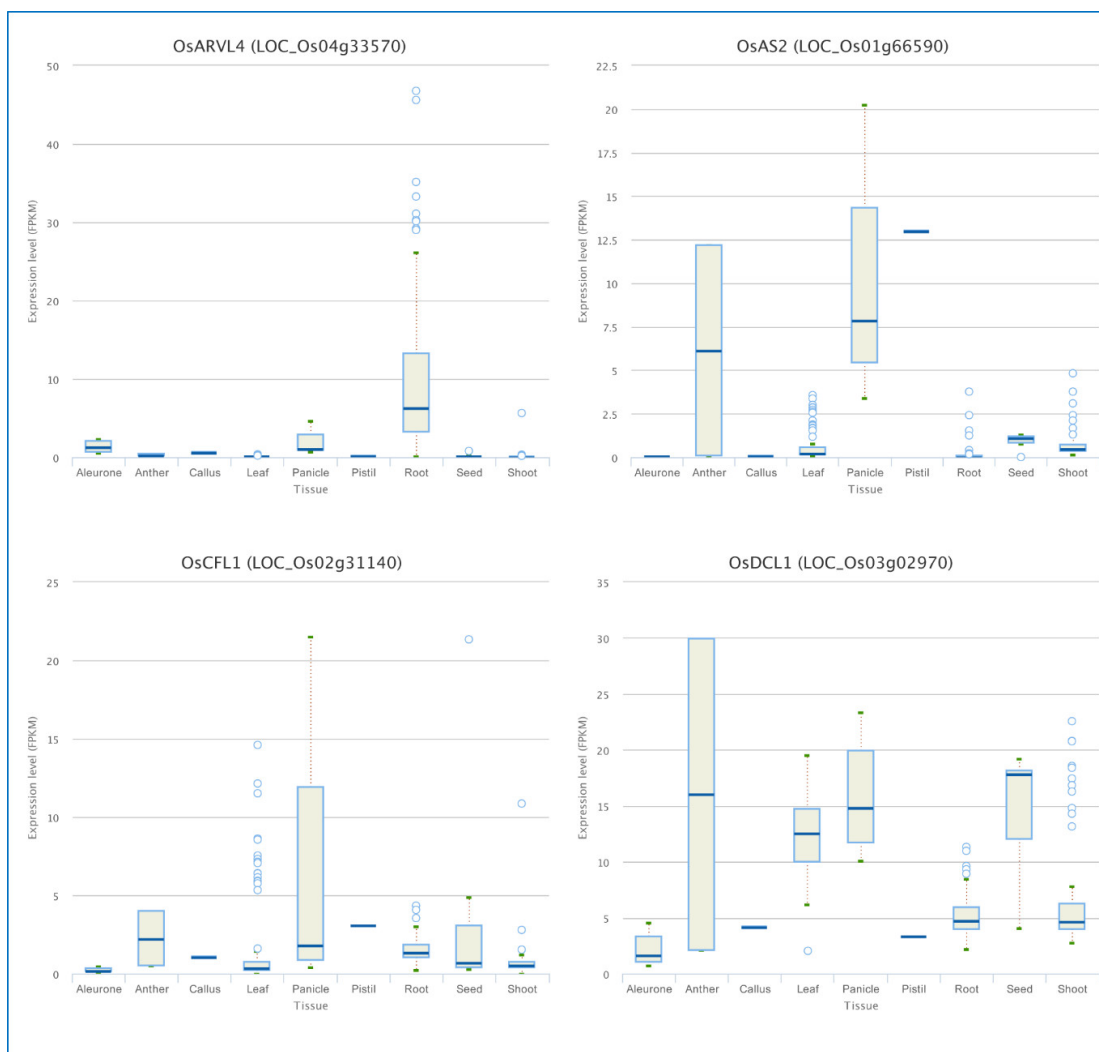 OsARVL4 (LOC_Os04g33570)
50
40
30
20
10
0
Expression level (FPKM)
Aleurone Anther Callus Leaf Panicle Pistil Root Seed Shoot
Tissue
OsAS2 (LOC_Os01g66590)
22.5
20
17.5
15
12.5
10
7.5
5
2.5
0
Expression level (FPKM)
Aleurone Anther Callus Leaf Panicle Pistil Root Seed Shoot
Tissue
OsCFL1 (LOC_Os02g31140)
25
20
15
10
5
0
Expression level (FPKM)
Aleurone Anther Callus Leaf Panicle Pistil Root Seed Shoot
Tissue
OsDCL1 (LOC_Os03g02970)
35
30
25
20
15
10
5
0
Expression level (FPKM)
Aleurone Anther Callus Leaf Panicle Pistil Root Seed Shoot
Tissue